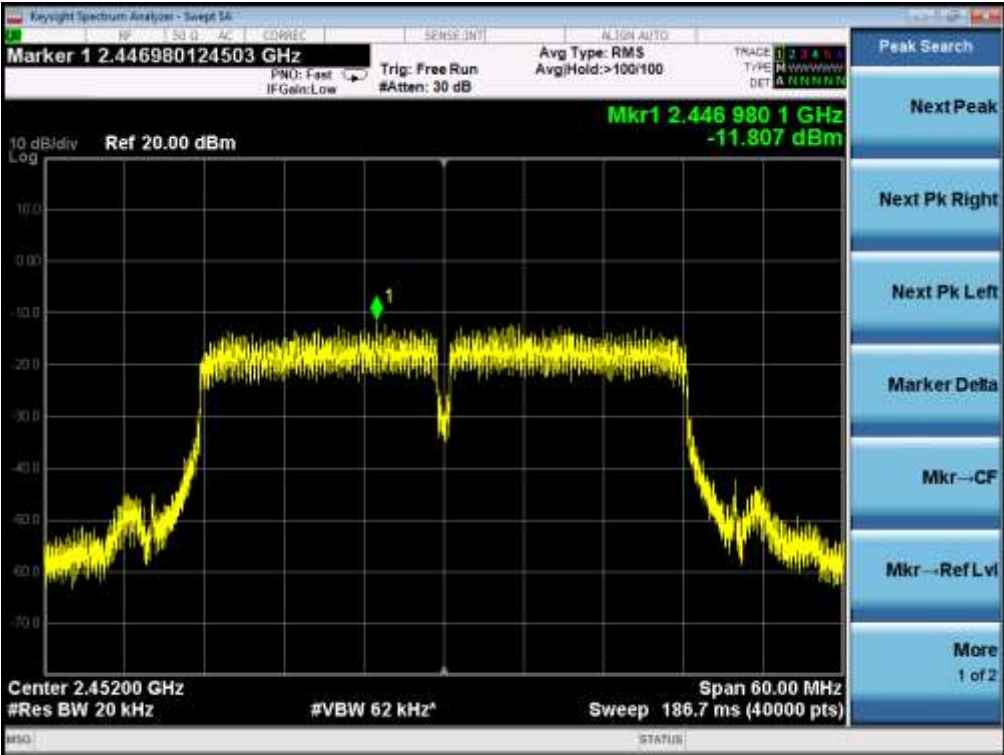 Keysight Spectrum Analyzer - Swept SA
RF 50 Ω AC CORREC SENSE:INT ALIGN AUTO
Marker 1 2.446980124503 GHz
PNO: Fast
IFGain:Low
Trig: Free Run
#Atten: 30 dB
Avg Type: RMS
Avg|Hold:>100/100
TRACE 1 2 3 4 5 6
TYPE M WWWWW
DET A N N N N N
Mkr1 2.446 980 1 GHz
-11.807 dBm
10 dB/div Ref 20.00 dBm
Log
10.0
0.00
-10.0
-20.0
-30.0
-40.0
-50.0
-60.0
-70.0
1
Center 2.45200 GHz
Span 60.00 MHz
#Res BW 20 kHz
#VBW 62 kHz*
Sweep 186.7 ms (40000 pts)
MSG
STATUS
Peak Search
Next Peak
Next Pk Right
Next Pk Left
Marker Delta
Mkr→CF
Mkr→Ref Lvl
More
1 of 2